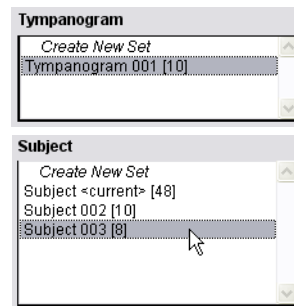 Tympanogram
Create New Set
Tympanogram 001 [10]
Subject
Create New Set
Subject <current> [48]
Subject 002 [10]
Subject 003 [8]